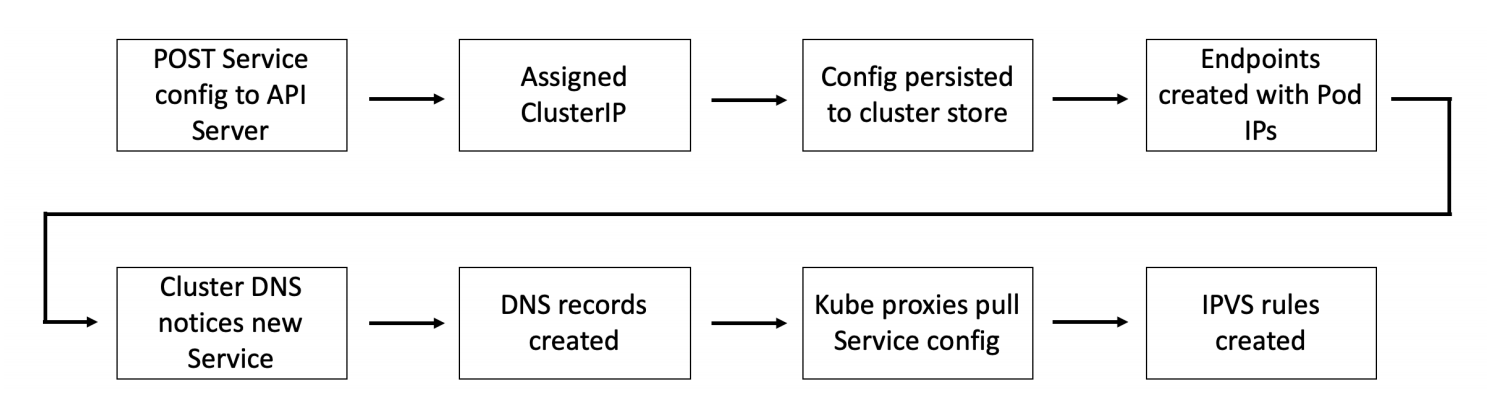 POST Service
config to API
Server
Assigned
ClusterIP
Config persisted
to cluster store
Endpoints
created with Pod
IPs
Cluster DNS
notices new
Service
DNS records
created
Kube proxies pull
Service config
IPVS rules
created